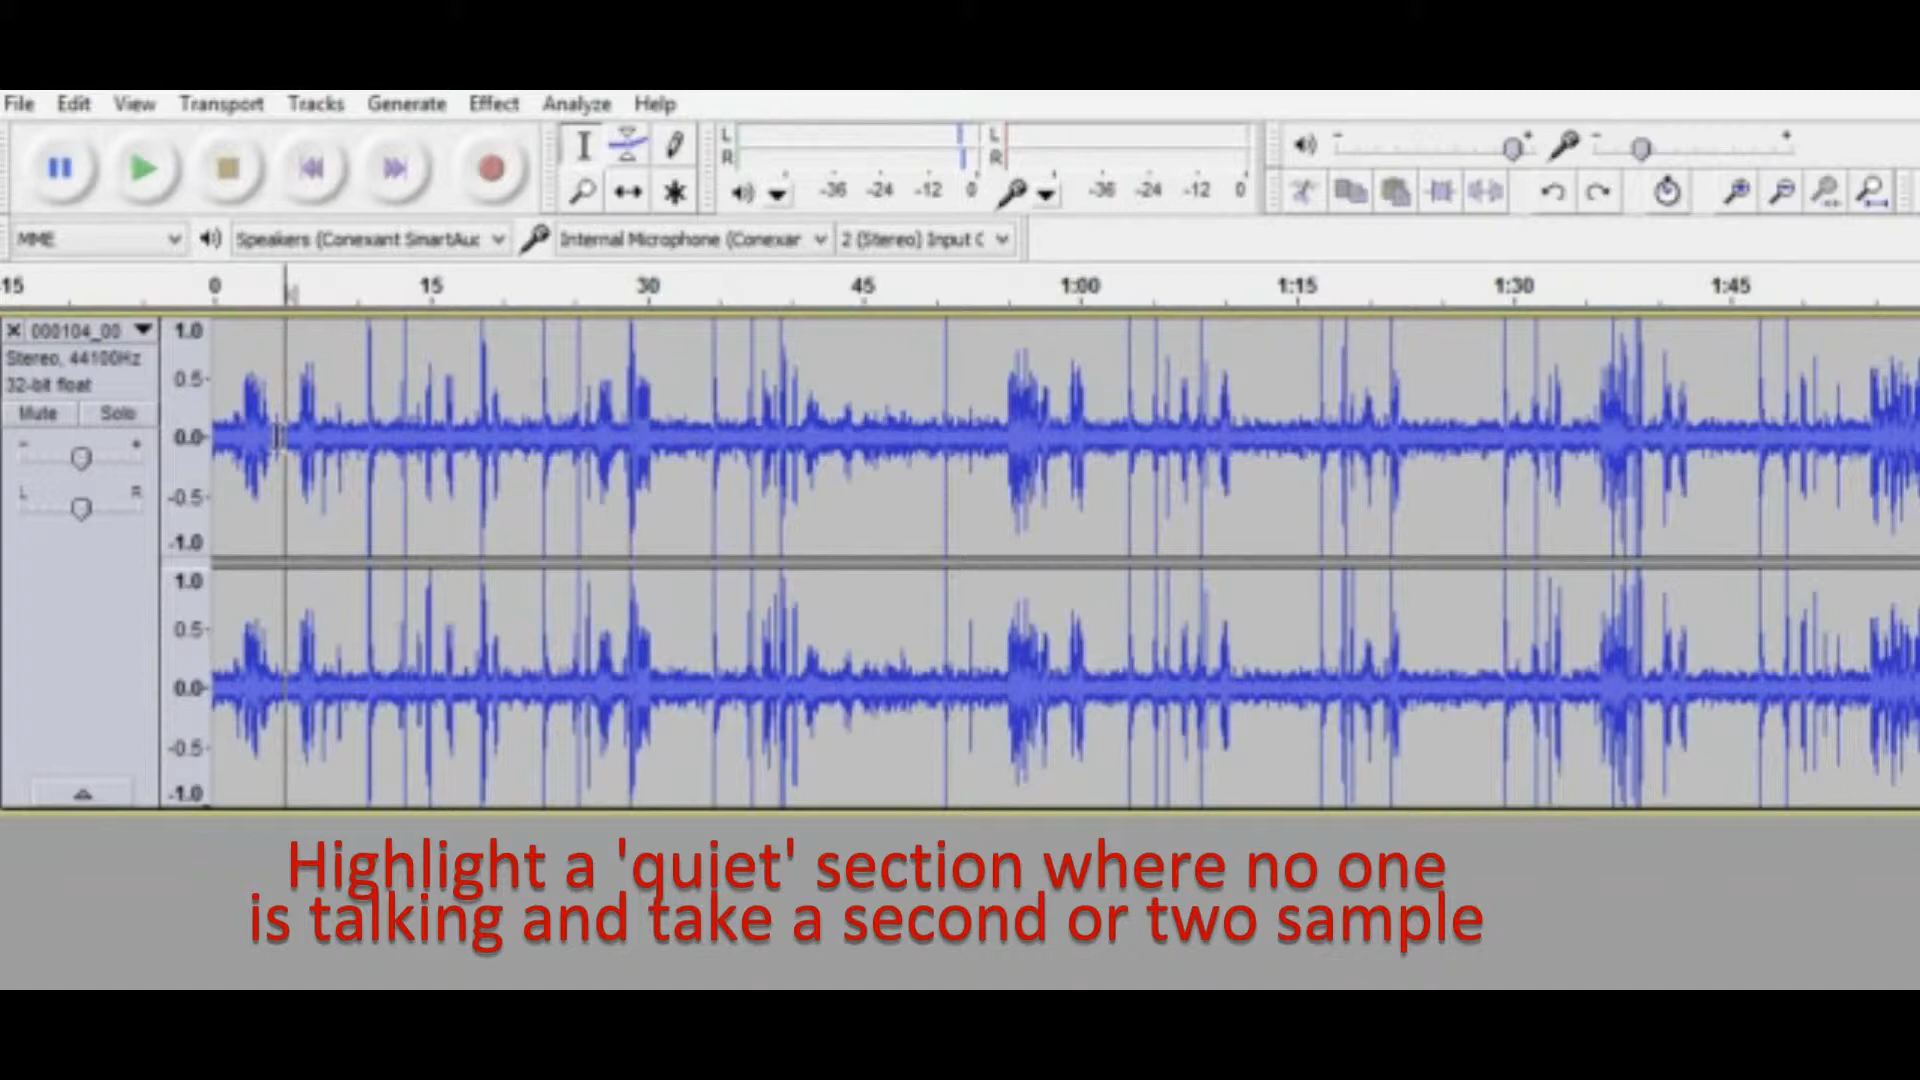 File Edit View Transport Tracks Generate Effect Analyze Help
L L
R R
-36 -24 -12 0 -36 -24 -12 0
MME Speakers (Conexant SmartAuc Internal Microphone (Conexar 2 (Stereo) Input C
-15 0 15 30 45 1:00 1:15 1:30 1:45
000104_00
Stereo, 44100Hz
32-bit float
Mute Solo
L R
1.0
0.5
0.0
-0.5
-1.0
1.0
0.5
0.0
-0.5
-1.0
Highlight a 'quiet' section where no one
is talking and take a second or two sample